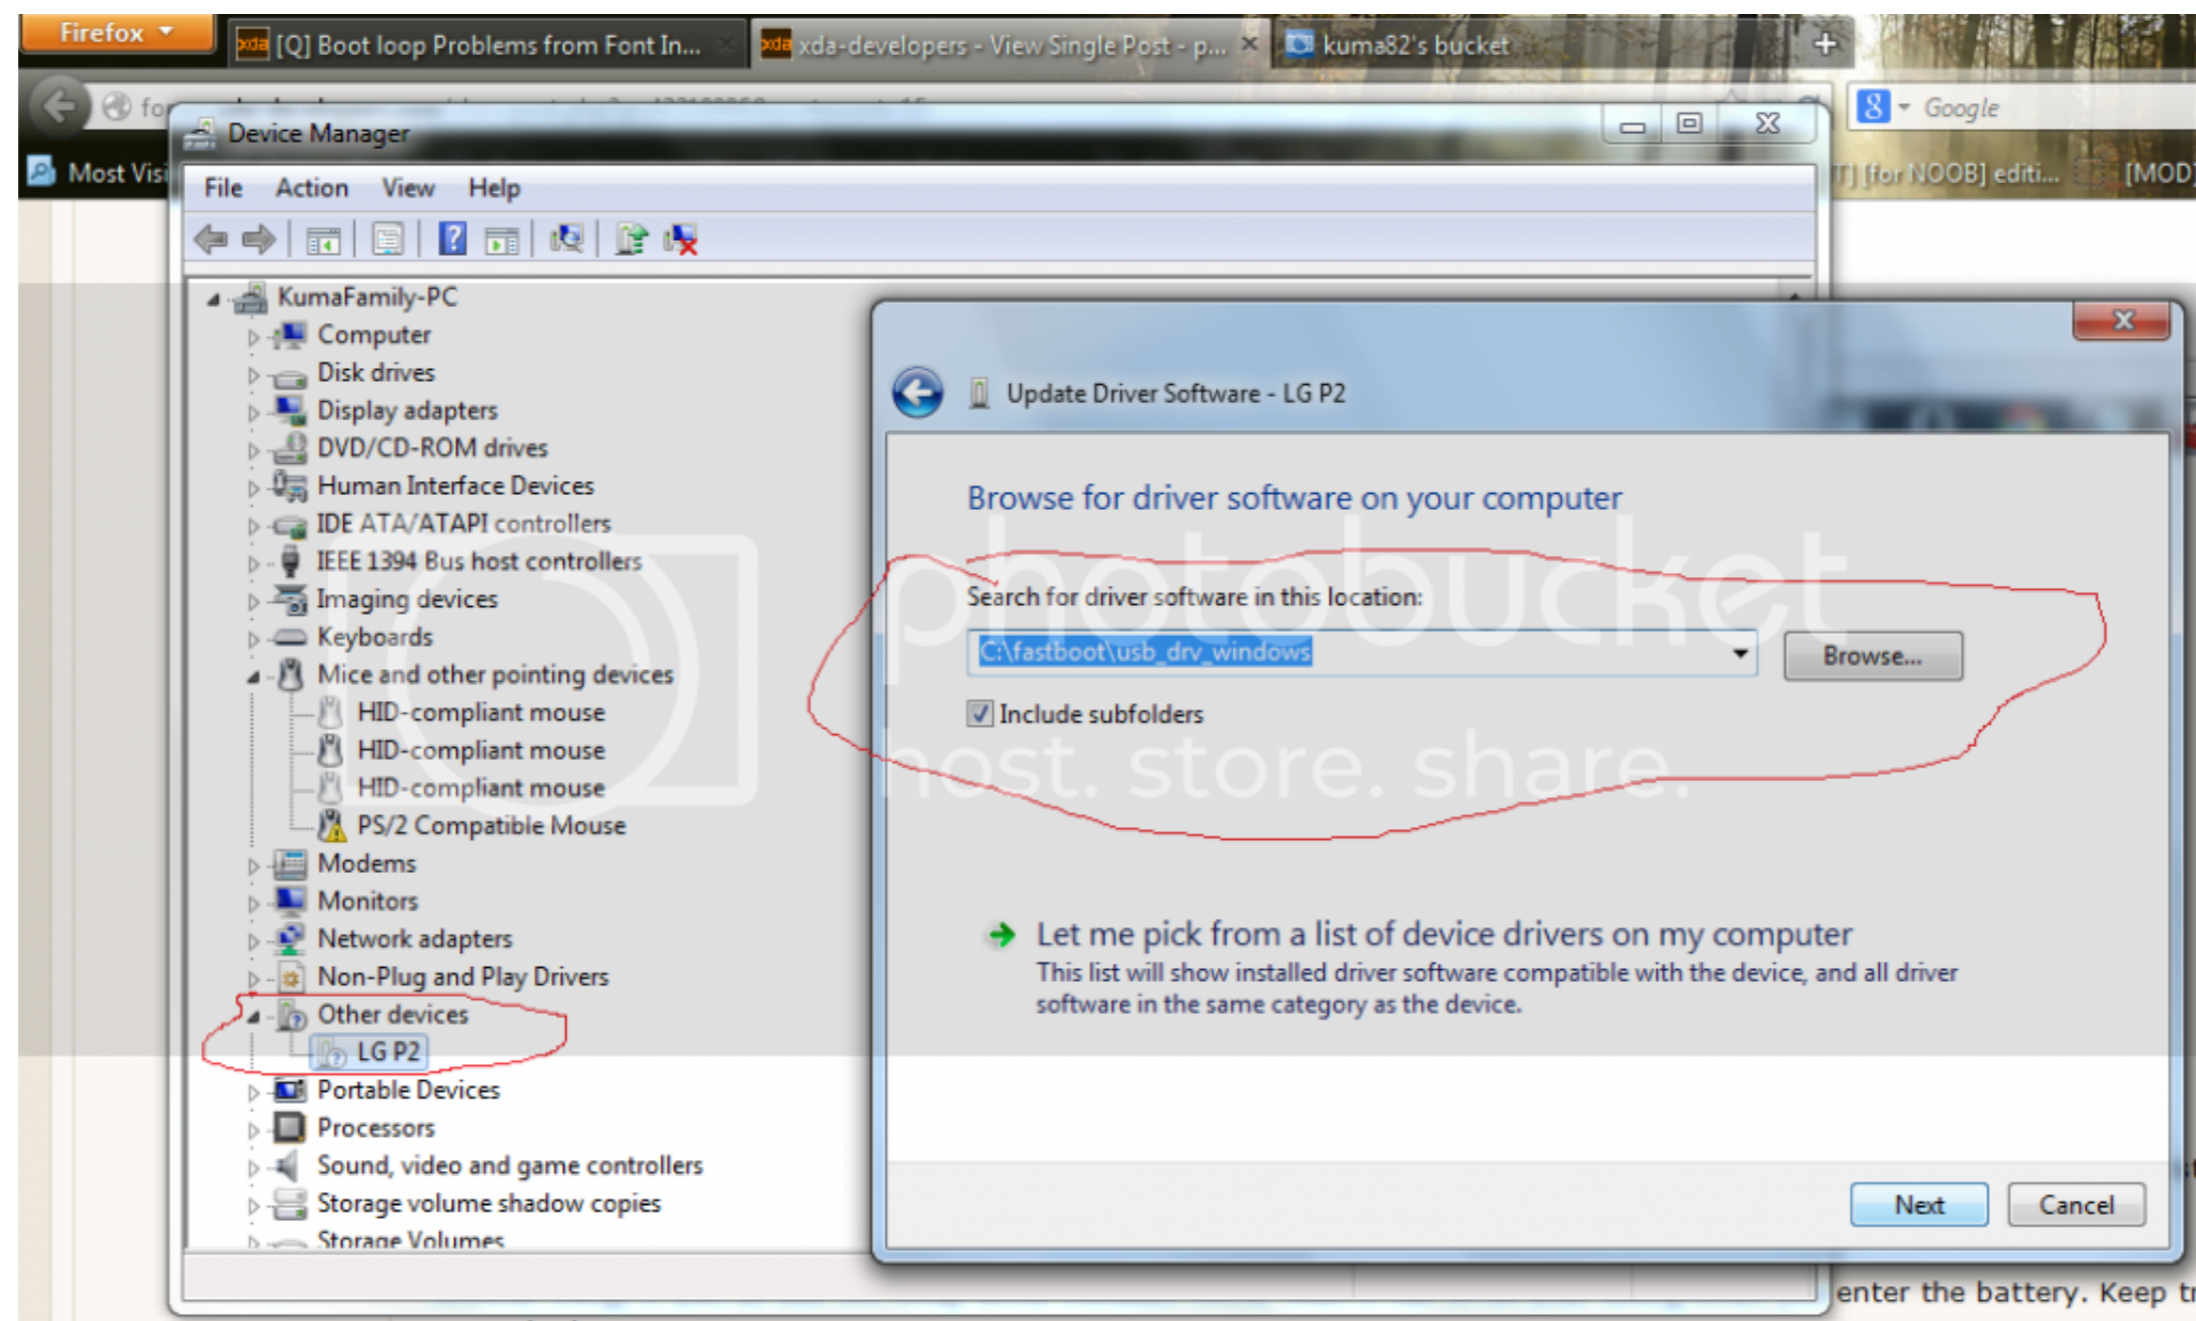 Firefox
xda [Q] Boot loop Problems from Font In...
xda xda-developers - View Single Post - p...
kuma82's bucket
Google
Most Visi
T] [for NOOB] editi...
[MOD]
Device Manager
File Action View Help
KumaFamily-PC
Computer
Disk drives
Display adapters
DVD/CD-ROM drives
Human Interface Devices
IDE ATA/ATAPI controllers
IEEE 1394 Bus host controllers
Imaging devices
Keyboards
Mice and other pointing devices
HID-compliant mouse
HID-compliant mouse
HID-compliant mouse
PS/2 Compatible Mouse
Modems
Monitors
Network adapters
Non-Plug and Play Drivers
Other devices
LG P2
Portable Devices
Processors
Sound, video and game controllers
Storage volume shadow copies
Storage Volumes
Update Driver Software - LG P2
Browse for driver software on your computer
Search for driver software in this location:
C:\fastboot\usb_drv_windows
Browse...
Include subfolders
Let me pick from a list of device drivers on my computer
This list will show installed driver software compatible with the device, and all driver
software in the same category as the device.
Next
Cancel
enter the battery. Keep tr
photobucket
host. store. share.